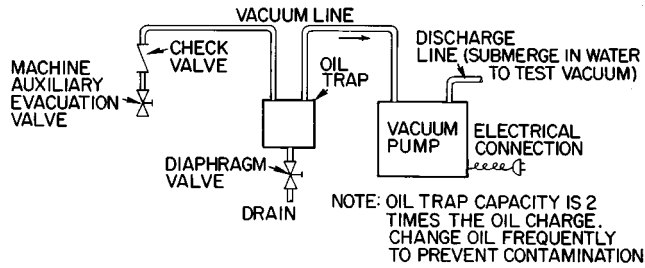 VACUUM LINE
CHECK
VALVE
MACHINE
AUXILIARY
EVACUATION
VALVE
OIL
TRAP
DISCHARGE
LINE (SUBMERGE IN WATER
TO TEST VACUUM)
VACUUM
PUMP
ELECTRICAL
CONNECTION
DIAPHRAGM
VALVE
DRAIN
NOTE: OIL TRAP CAPACITY IS 2
TIMES THE OIL CHARGE.
CHANGE OIL FREQUENTLY
TO PREVENT CONTAMINATION